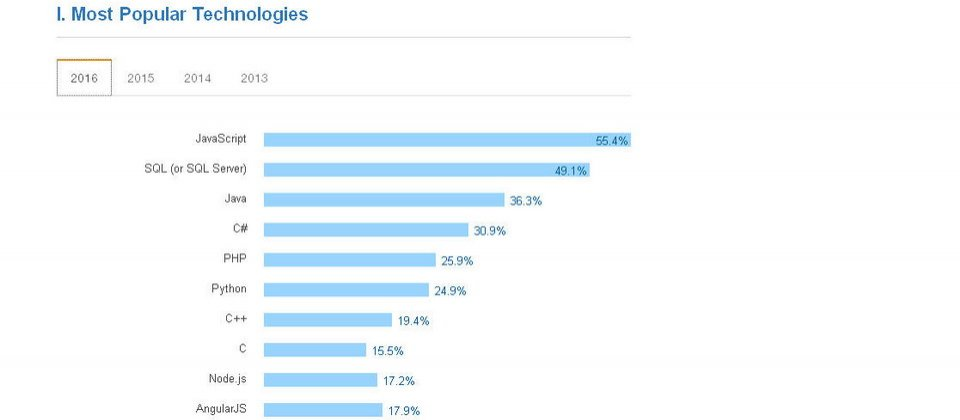 I. Most Popular Technologies
2016 2015 2014 2013
JavaScript 55.4%
SQL (or SQL Server) 49.1%
Java 36.3%
C# 30.9%
PHP 25.9%
Python 24.9%
C++ 19.4%
C 15.5%
Node.js 17.2%
AngularJS 17.9%